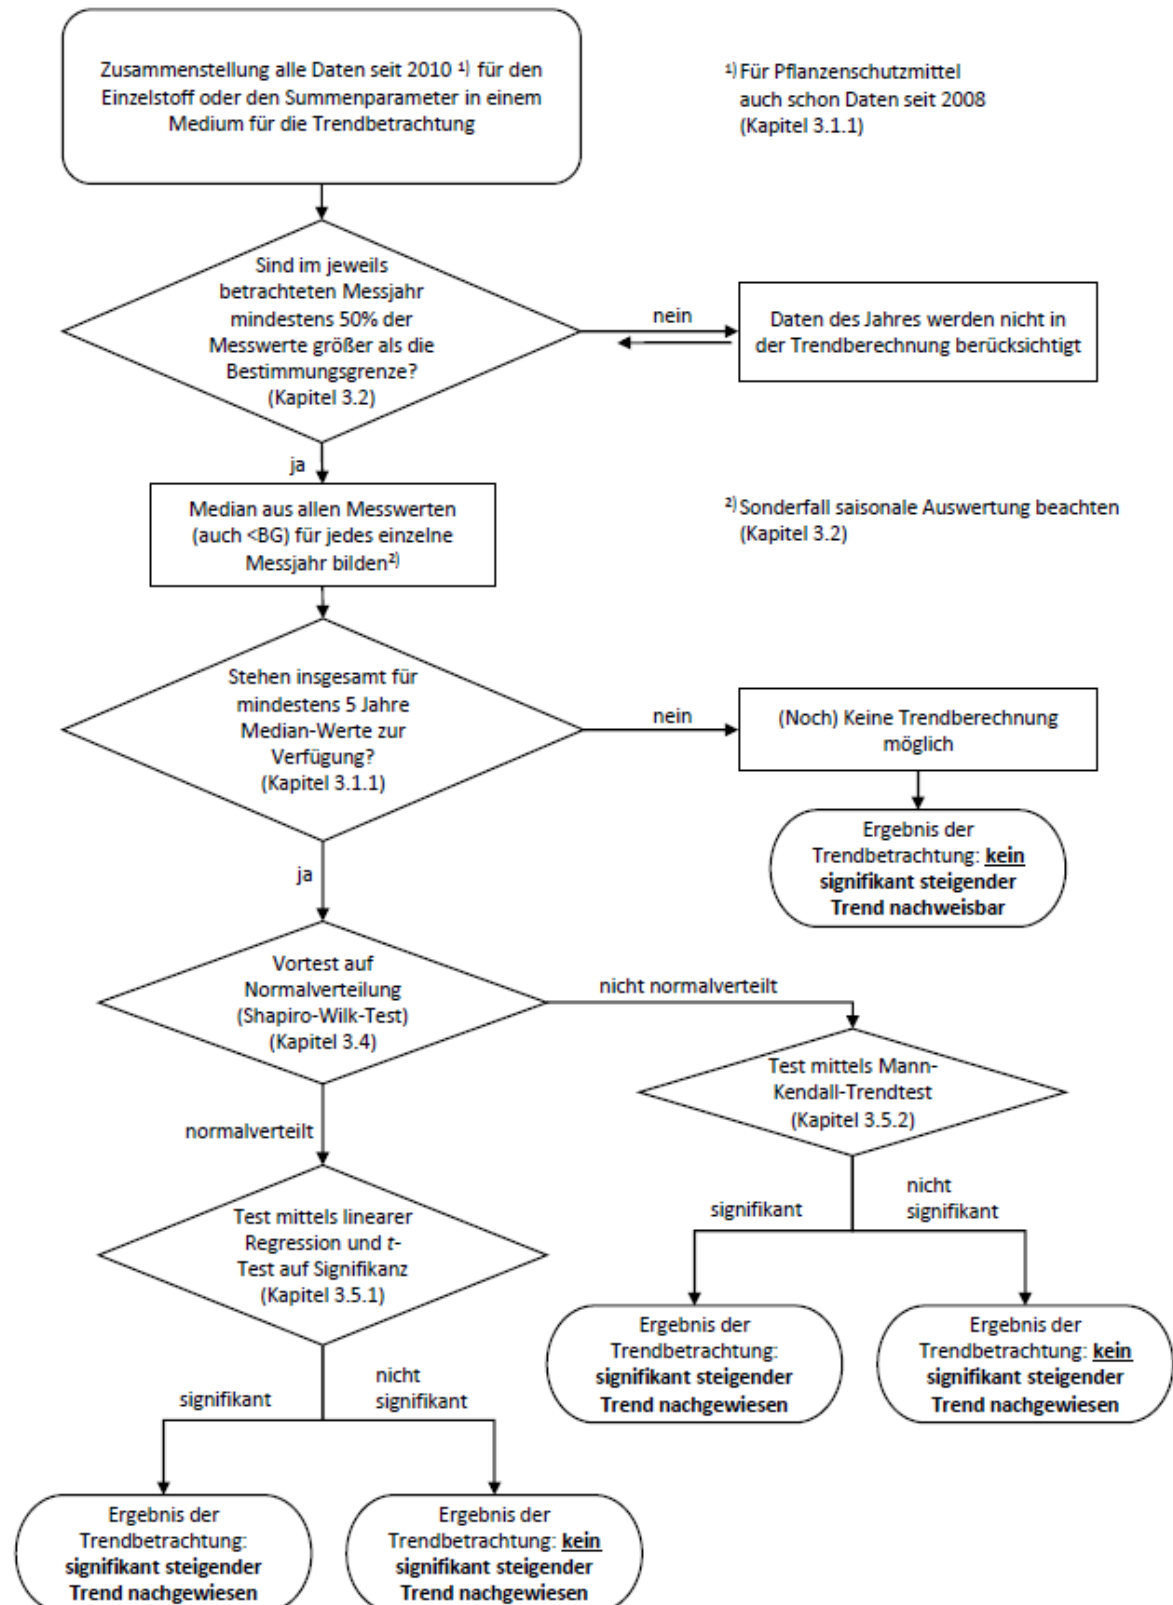 Zusammenstellung alle Daten seit 2010 ¹⁾ für den
Einzelstoff oder den Summenparameter in einem
Medium für die Trendbetrachtung
¹⁾ Für Pflanzenschutzmittel
auch schon Daten seit 2008
(Kapitel 3.1.1)
Sind im jeweils
betrachteten Messjahr
mindestens 50% der
Messwerte größer als die
Bestimmungsgrenze?
(Kapitel 3.2)
nein
Daten des Jahres werden nicht in
der Trendberechnung berücksichtigt
ja
Median aus allen Messwerten
(auch <BG) für jedes einzelne
Messjahr bilden²⁾
²⁾ Sonderfall saisonale Auswertung beachten
(Kapitel 3.2)
Stehen insgesamt für
mindestens 5 Jahre
Median-Werte zur
Verfügung?
(Kapitel 3.1.1)
nein
(Noch) Keine Trendberechnung
möglich
Ergebnis der
Trendbetrachtung: kein
signifikant steigender
Trend nachweisbar
ja
Vortest auf
Normalverteilung
(Shapiro-Wilk-Test)
(Kapitel 3.4)
nicht normalverteilt
Test mittels Mann-
Kendall-Trendtest
(Kapitel 3.5.2)
normalverteilt
signifikant
nicht
signifikant
Test mittels linearer
Regression und t-
Test auf Signifikanz
(Kapitel 3.5.1)
Ergebnis der
Trendbetrachtung:
signifikant steigender
Trend nachgewiesen
Ergebnis der
Trendbetrachtung: kein
signifikant steigender
Trend nachgewiesen
signifikant
nicht
signifikant
Ergebnis der
Trendbetrachtung:
signifikant steigender
Trend nachgewiesen
Ergebnis der
Trendbetrachtung: kein
signifikant steigender
Trend nachgewiesen